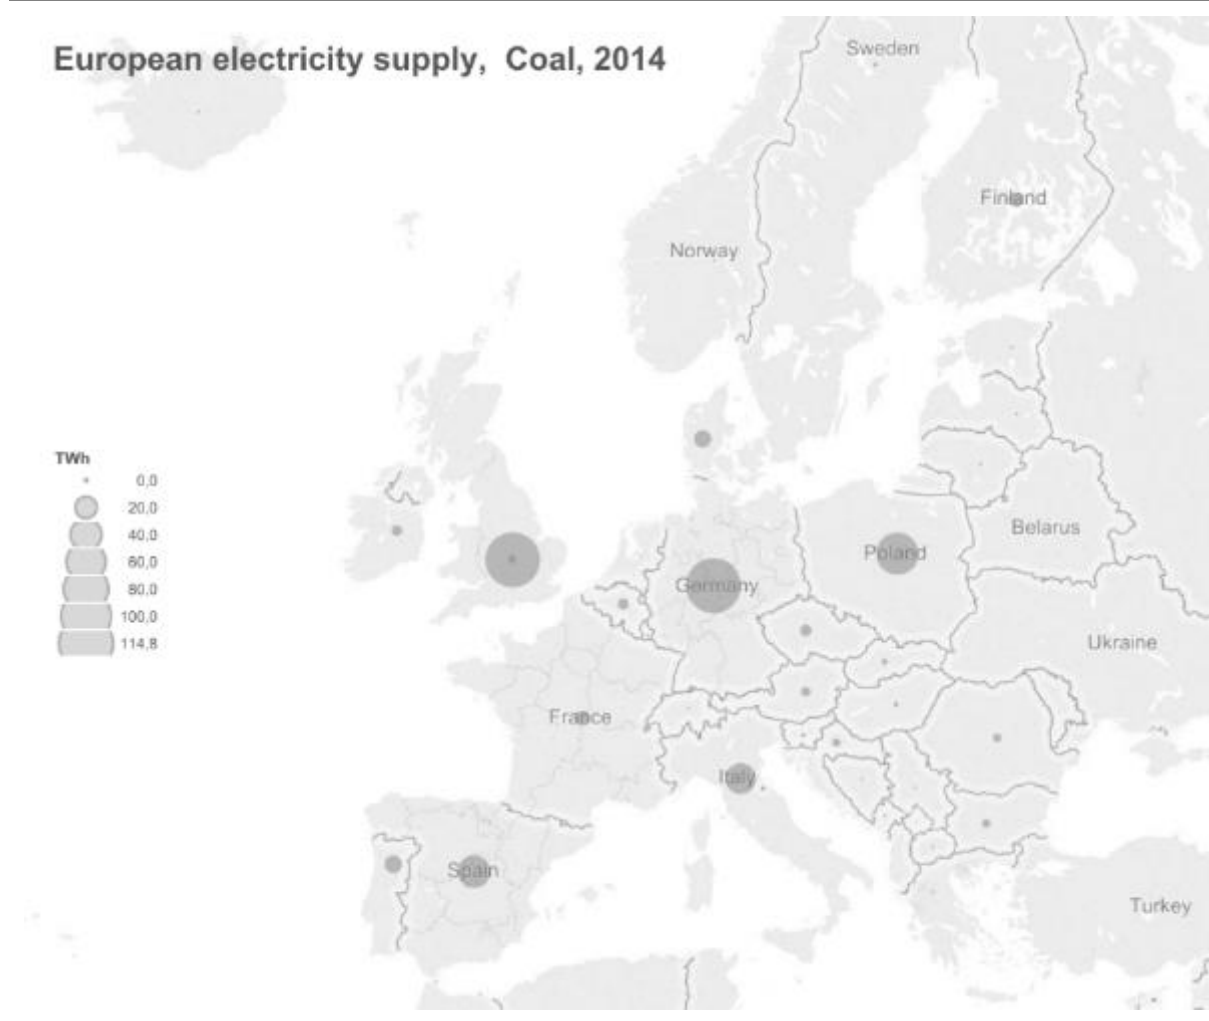 European electricity supply,  Coal, 2014
Sweden
Finland
Norway
TWh
0,0
20,0
40,0
60,0
80,0
100,0
114,8
Belarus
Poland
Germany
Ukraine
France
Italy
Spain
Turkey